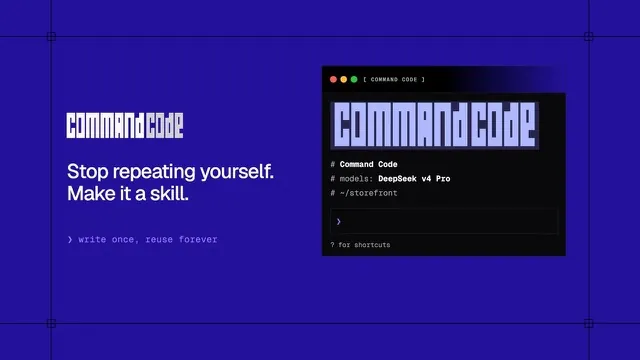 command code
Stop repeating yourself.
Make it a skill.
❯ write once, reuse forever
[ COMMAND CODE ]
command code
# Command Code
# models: DeepSeek v4 Pro
# ~/storefront
❯
? for shortcuts